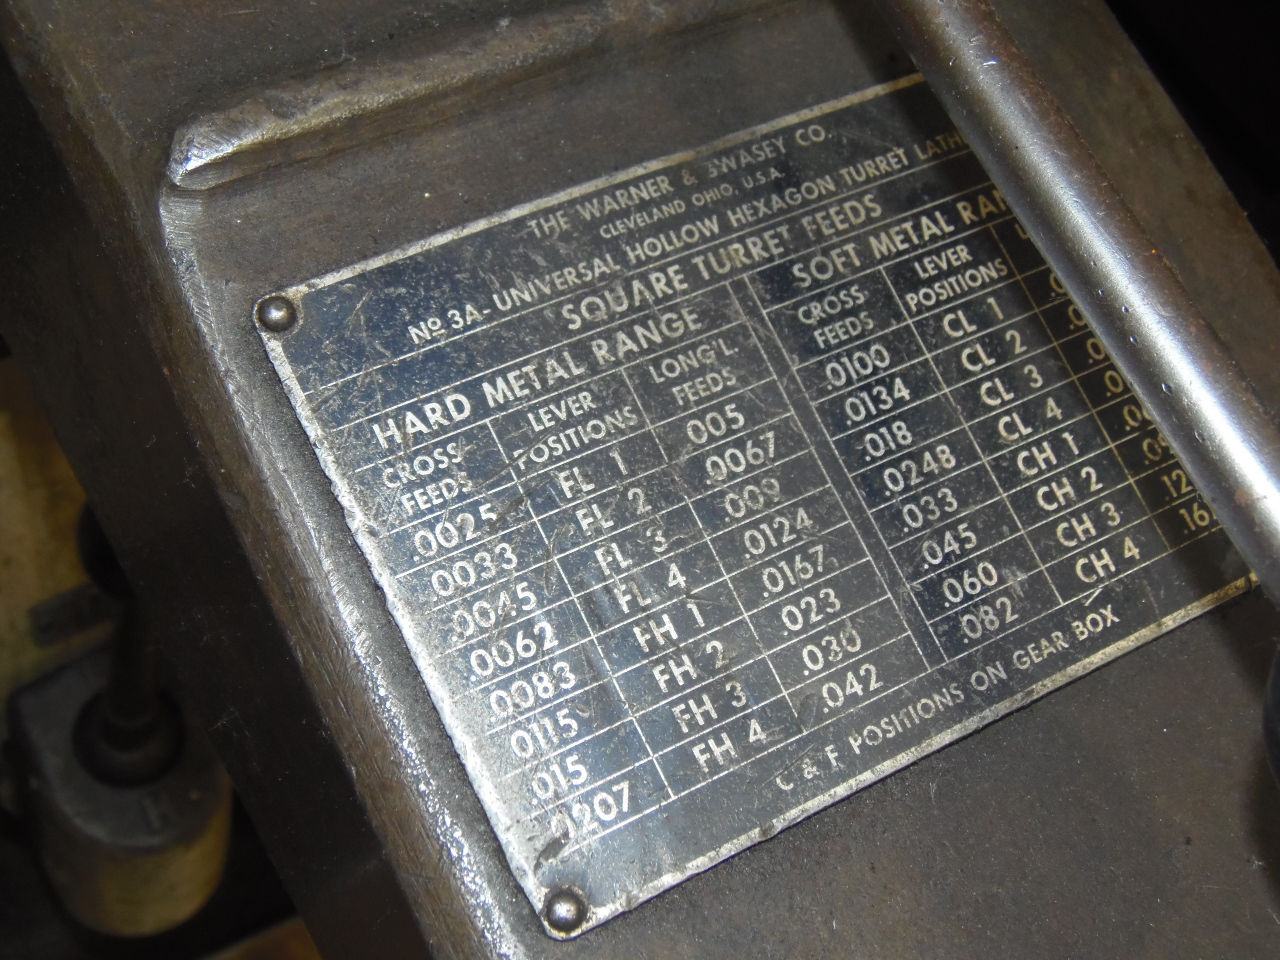 THE WARNER & SWASEY CO.
CLEVELAND OHIO, U.S.A.
Nº 3A- UNIVERSAL HOLLOW HEXAGON TURRET
SQUARE TURRET FEEDS
HARD METAL RANGE
SOFT METAL
CROSS FEEDS LEVER POSITIONS LONG'L. FEEDS
CROSS FEEDS LEVER POSITIONS
.0025 FL 1 005
.0033 FL 2 .0067
.0045 FL 3 .009
.0062 FL 4 .0124
.0083 FH 1 .0167
.0115 FH 2 .023
.015 FH 3 .030
.0207 FH 4 .042
.0100 CL 1
.0134 CL 2
.018 CL 3
.0248 CL 4
.033 CH 1
.045 CH 2
.060 CH 3
.082 CH 4
C & F POSITIONS ON GEAR BOX